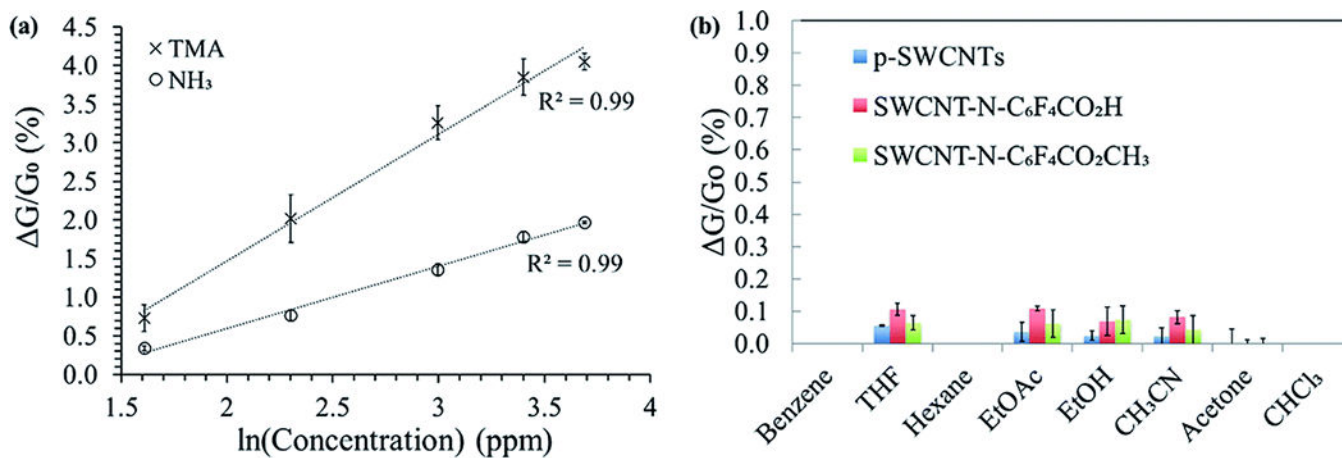 (a)
× TMA
○ NH₃
R² = 0.99
R² = 0.99
ΔG/G₀ (%)
4.5
4.0
3.5
3.0
2.5
2.0
1.5
1.0
0.5
0.0
1.5 2 2.5 3 3.5 4
ln(Concentration) (ppm)
(b)
p-SWCNTs
SWCNT-N-C₆F₄CO₂H
SWCNT-N-C₆F₄CO₂CH₃
ΔG/Go (%)
1.0
0.9
0.8
0.7
0.6
0.5
0.4
0.3
0.2
0.1
0.0
Benzene
THF
Hexane
EtOAc
EtOH
CH₃CN
Acetone
CHCl₃